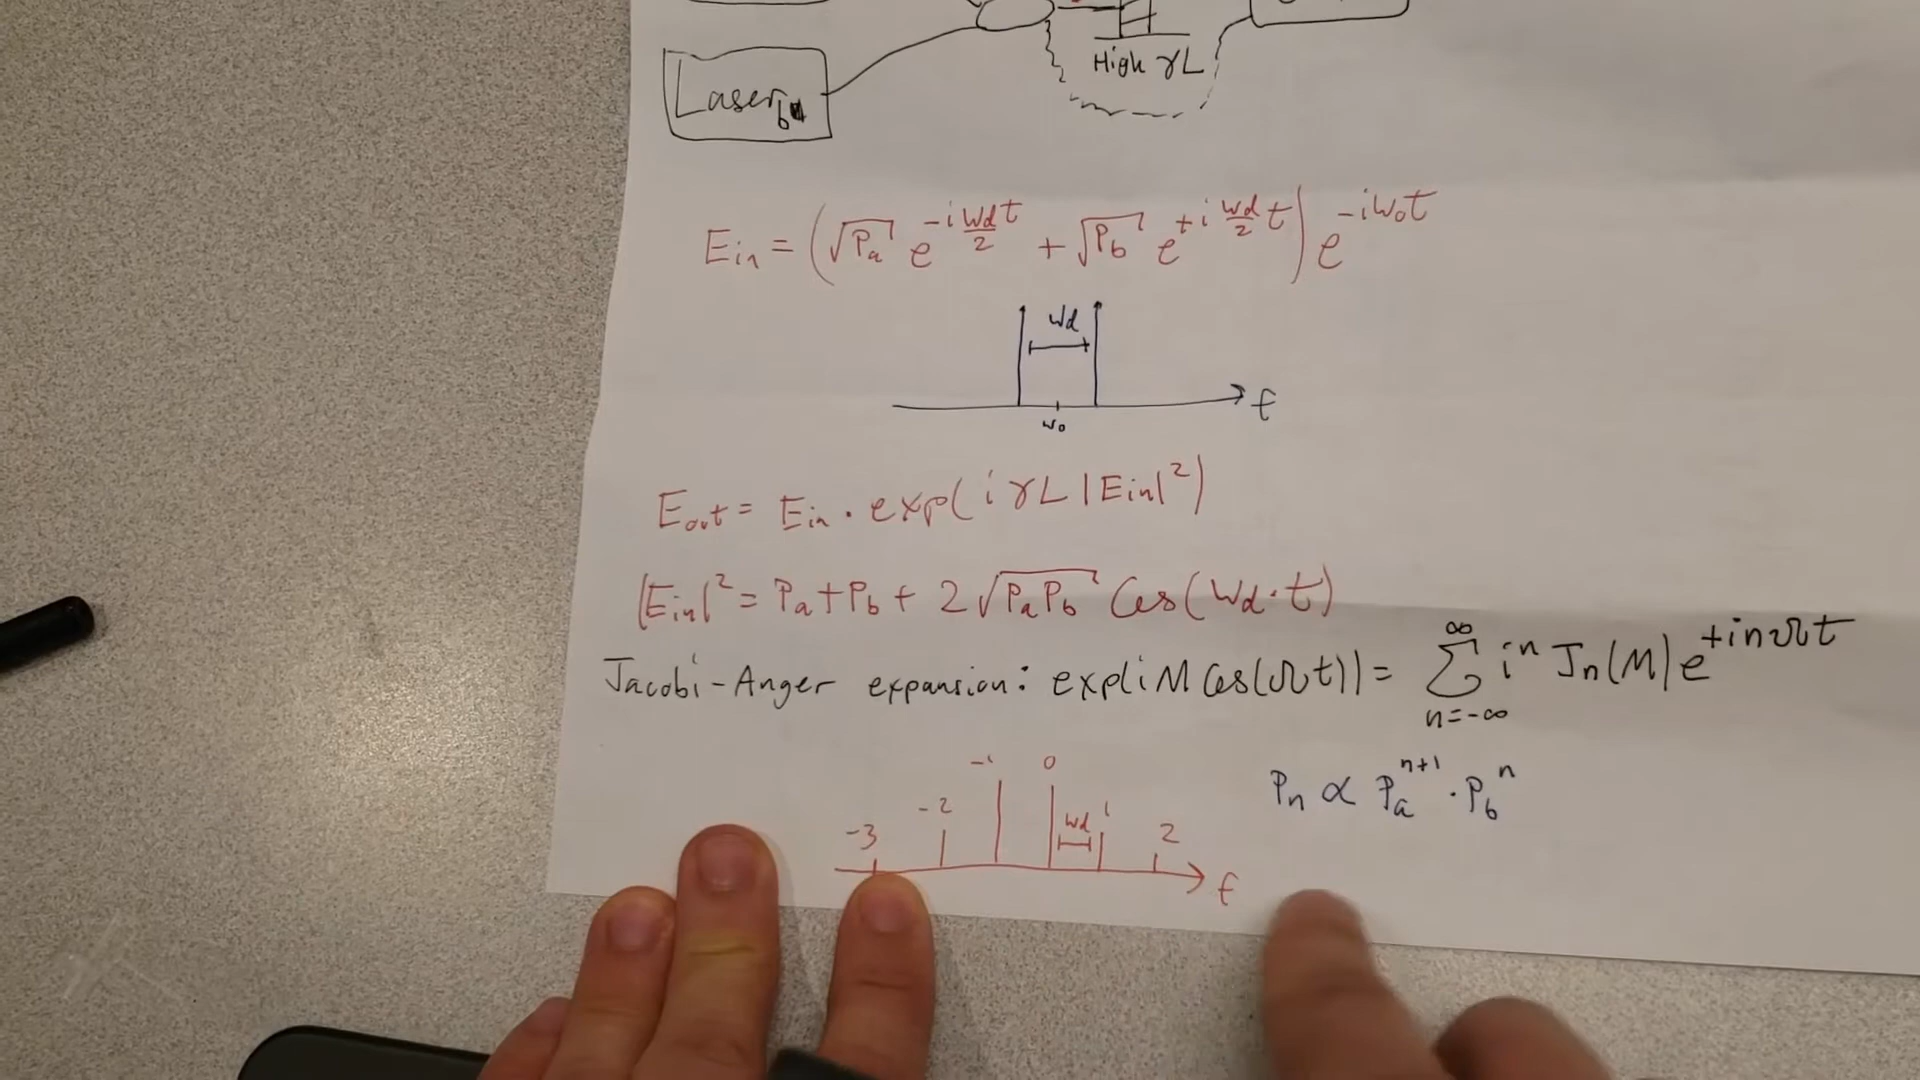 High γL
Laser b
E_in = (√P_a e^{-i ω_d/2 t} + √P_b e^{+i ω_d/2 t}) e^{-iω_0 t}
ω_d
f
ω_0
E_out = E_in · exp(i γL |E_in|²)
|E_in|² = P_a + P_b + 2√(P_a P_b) Cos(ω_d · t)
Jacobi-Anger expansion: exp(i M Cos(Ωt)) = Σ_{n=-∞}^{∞} i^n J_n(M) e^{+inΩt}
-3 -2 -1 0 ω_d 1 2
f
P_n ∝ P_a^{n+1} · P_b^n